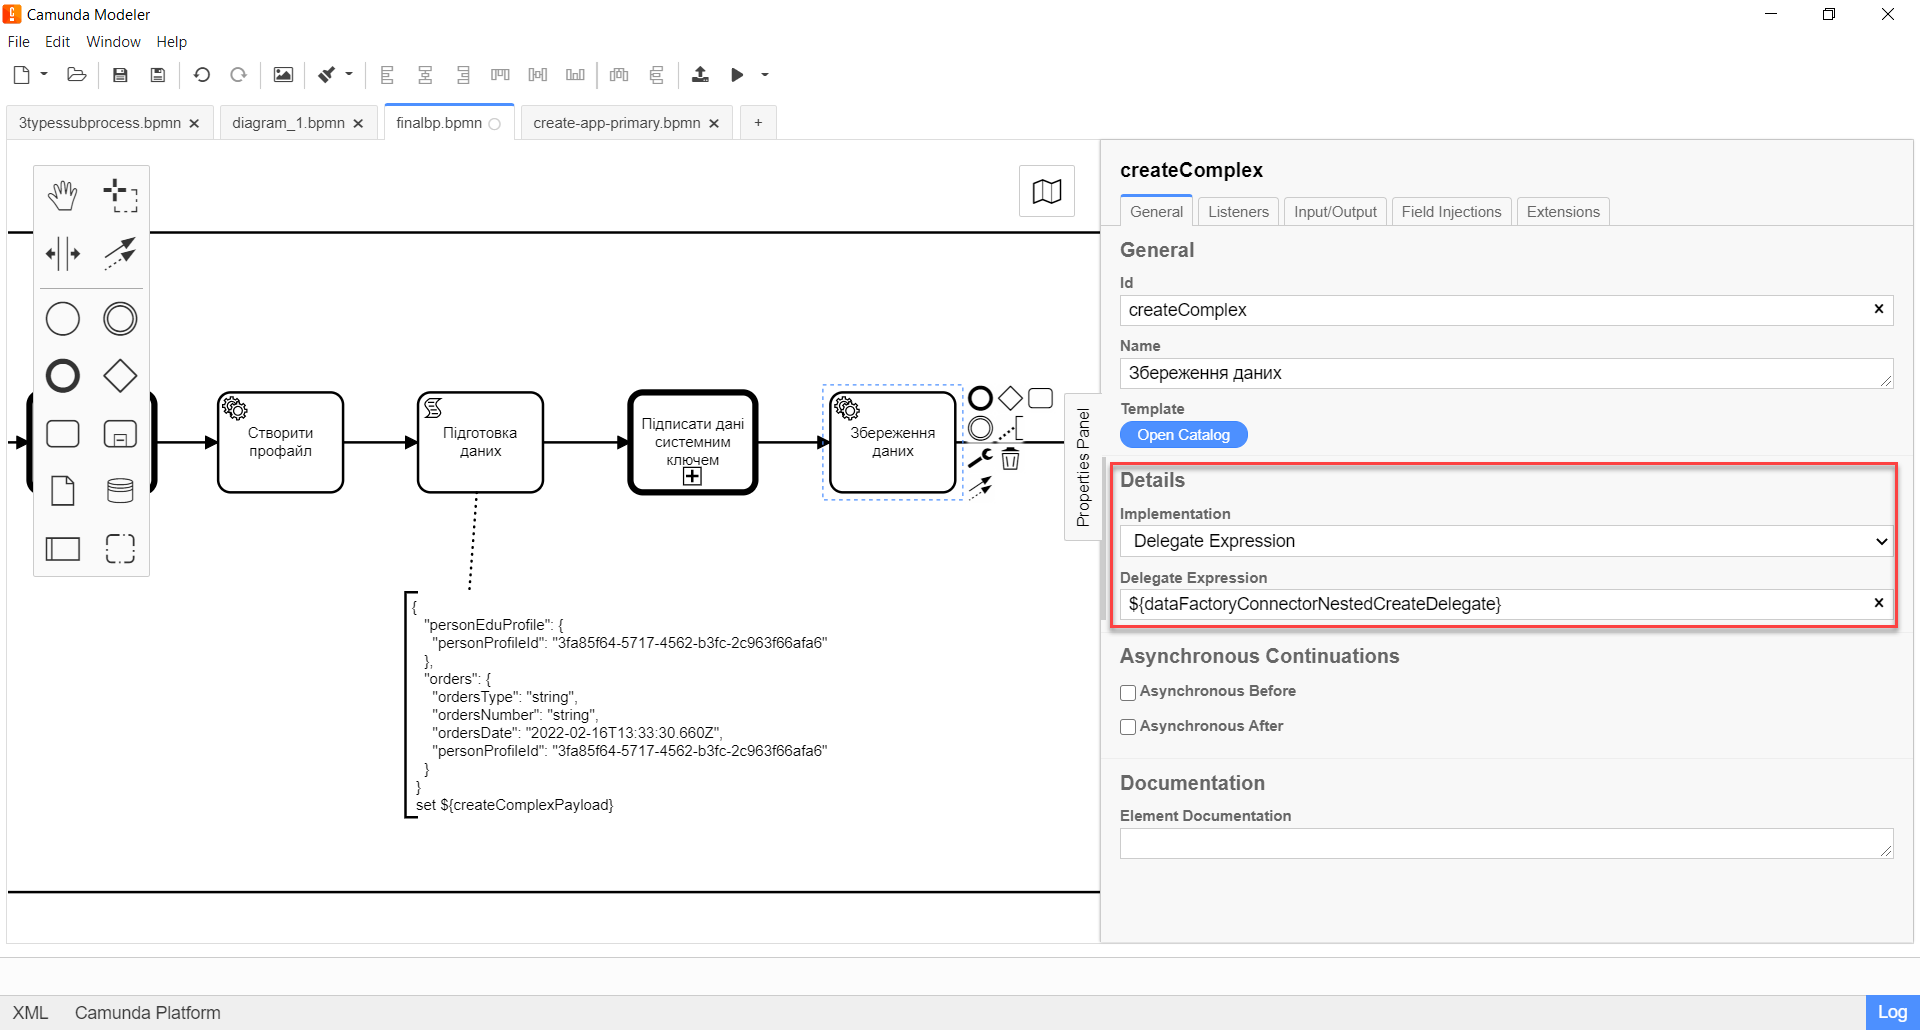 Camunda Modeler
File Edit Window Help
3typessubprocess.bpmn
diagram_1.bpmn
finalbp.bpmn
create-app-primary.bpmn
+
Створити
профайл
Підготовка
даних
Підписати дані
системним
ключем
Збереження
даних
{
"personEduProfile": {
"personProfileId": "3fa85f64-5717-4562-b3fc-2c963f66afa6"
},
"orders": {
"ordersType": "string",
"ordersNumber": "string",
"ordersDate": "2022-02-16T13:33:30.660Z",
"personProfileId": "3fa85f64-5717-4562-b3fc-2c963f66afa6"
}
}
set ${createComplexPayload}
Properties Panel
createComplex
General Listeners Input/Output Field Injections Extensions
General
Id
createComplex
Name
Збереження даних
Template
Open Catalog
Details
Implementation
Delegate Expression
Delegate Expression
${dataFactoryConnectorNestedCreateDelegate}
Asynchronous Continuations
Asynchronous Before
Asynchronous After
Documentation
Element Documentation
XML Camunda Platform Log